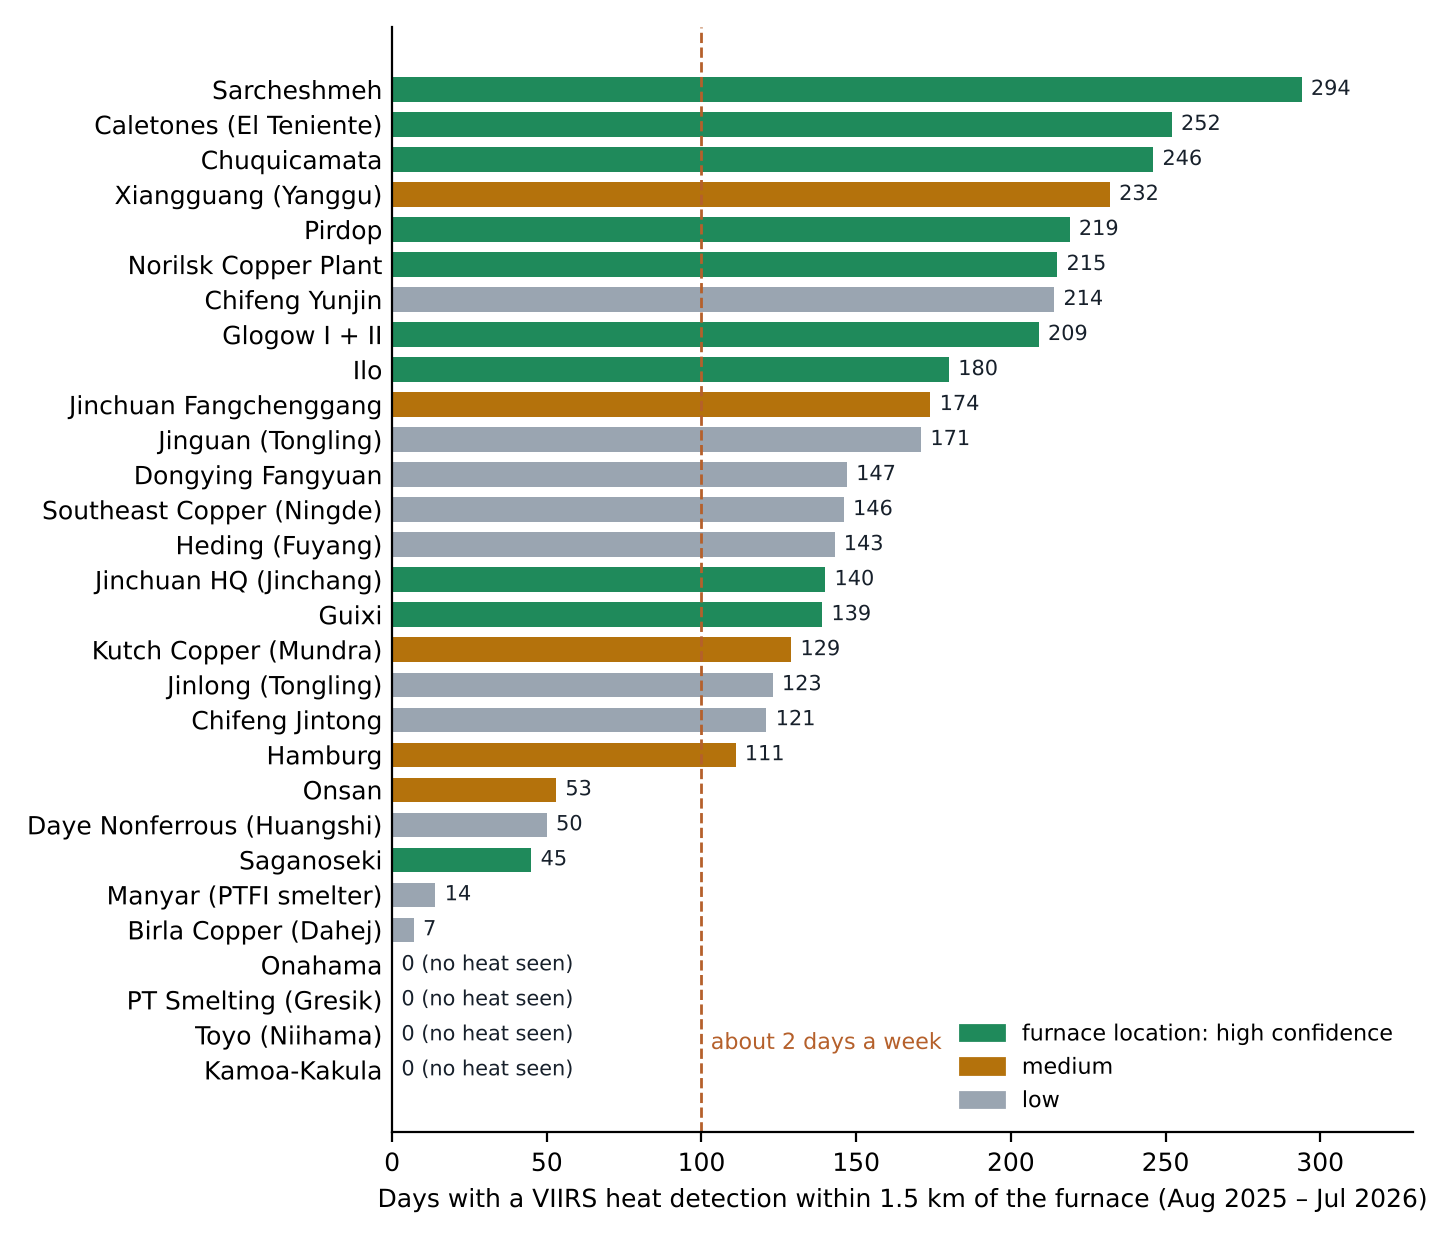 Sarcheshmeh 294
Caletones (El Teniente) 252
Chuquicamata 246
Xiangguang (Yanggu) 232
Pirdop 219
Norilsk Copper Plant 215
Chifeng Yunjin 214
Glogow I + II 209
Ilo 180
Jinchuan Fangchenggang 174
Jinguan (Tongling) 171
Dongying Fangyuan 147
Southeast Copper (Ningde) 146
Heding (Fuyang) 143
Jinchuan HQ (Jinchang) 140
Guixi 139
Kutch Copper (Mundra) 129
Jinlong (Tongling) 123
Chifeng Jintong 121
Hamburg 111
Onsan 53
Daye Nonferrous (Huangshi) 50
Saganoseki 45
Manyar (PTFI smelter) 14
Birla Copper (Dahej) 7
Onahama 0 (no heat seen)
PT Smelting (Gresik) 0 (no heat seen)
Toyo (Niihama) 0 (no heat seen)
Kamoa-Kakula 0 (no heat seen)
about 2 days a week
furnace location: high confidence
medium
low
0 50 100 150 200 250 300
Days with a VIIRS heat detection within 1.5 km of the furnace (Aug 2025 – Jul 2026)